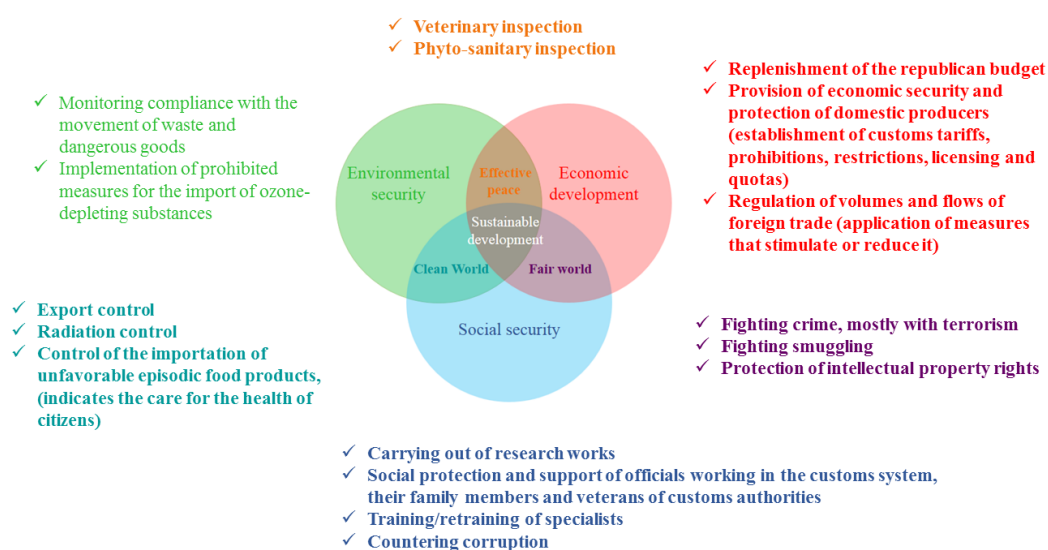 ✓ Veterinary inspection
✓ Phyto-sanitary inspection
✓ Monitoring compliance with the
movement of waste and
dangerous goods
✓ Implementation of prohibited
measures for the import of ozone-
depleting substances
✓ Replenishment of the republican budget
✓ Provision of economic security and
protection of domestic producers
(establishment of customs tariffs,
prohibitions, restrictions, licensing and
quotas)
✓ Regulation of volumes and flows of
foreign trade (application of measures
that stimulate or reduce it)
Environmental
security
Effective
peace
Economic
development
Sustainable
development
Clean World
Fair world
Social security
✓ Export control
✓ Radiation control
✓ Control of the importation of
unfavorable episodic food products,
(indicates the care for the health of
citizens)
✓ Fighting crime, mostly with terrorism
✓ Fighting smuggling
✓ Protection of intellectual property rights
✓ Carrying out of research works
✓ Social protection and support of officials working in the customs system,
their family members and veterans of customs authorities
✓ Training/retraining of specialists
✓ Countering corruption